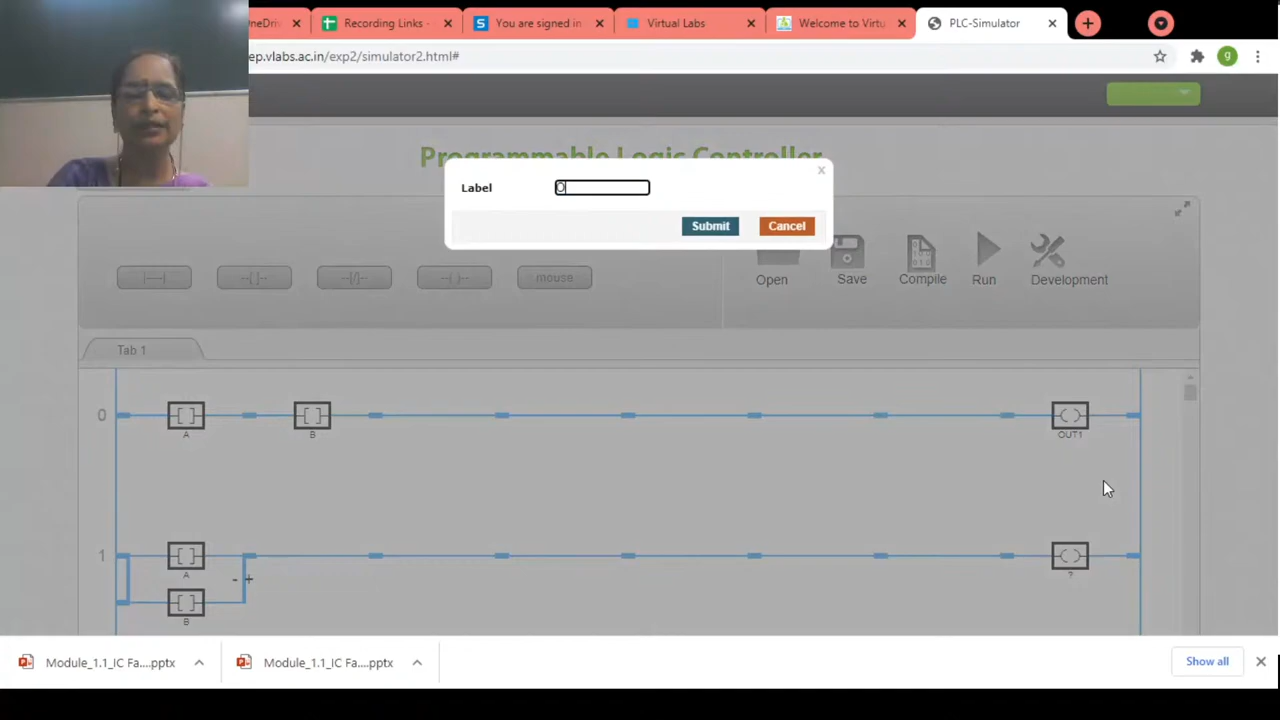 oneDri
Recording Links -
You are signed in
Virtual Labs
Welcome to Virtu
PLC-Simulator
ep.vlabs.ac.in/exp2/simulator2.html#
g
Programmable Logic Controller
x
Label O
Submit Cancel
|----|
--[ ]--
--[/]--
--( )--
mouse
Open
Save
Compile
Run
Development
Tab 1
0
[ ] [ ] ( )
A B OUT1
1
[ ] ( )
A ?
- +
[ ]
B
Module_1.1_IC Fa....pptx
Module_1.1_IC Fa....pptx
Show all